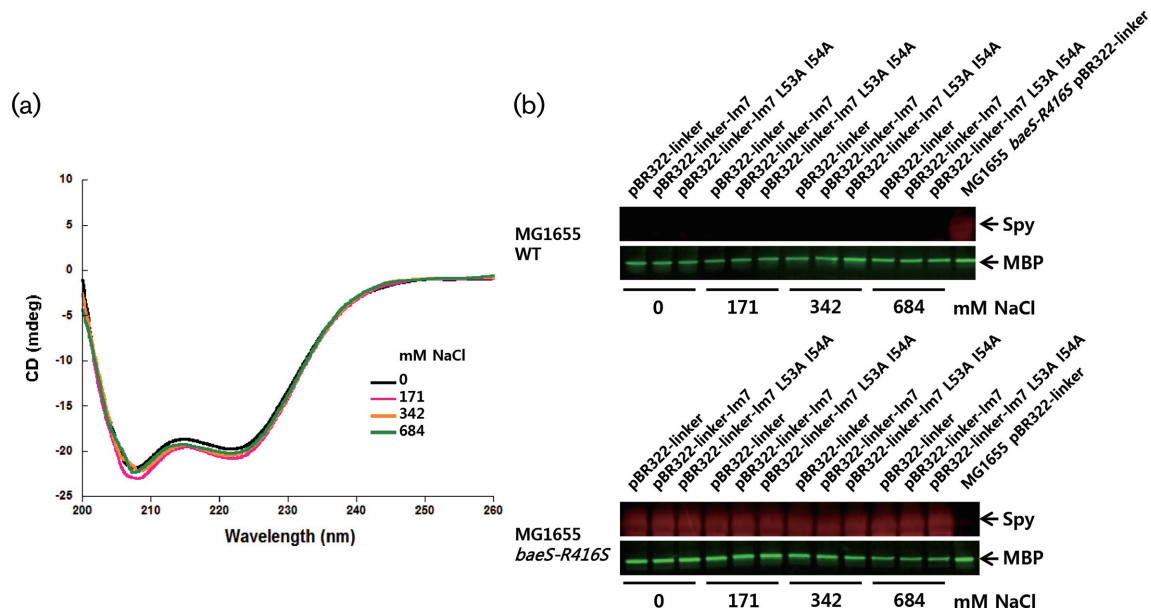 (a)
10
5
0
-5
-10
-15
-20
-25
CD (mdeg)
200 210 220 230 240 250 260
Wavelength (nm)
mM NaCl
0
171
342
684
(b)
pBR322-linker
pBR322-linker-Im7
pBR322-linker-Im7 L53A I54A
pBR322-linker
pBR322-linker-Im7
pBR322-linker-Im7 L53A I54A
pBR322-linker
pBR322-linker-Im7
pBR322-linker-Im7 L53A I54A
pBR322-linker
pBR322-linker-Im7
pBR322-linker-Im7 L53A I54A
MG1655 baeS-R416S pBR322-linker
MG1655
WT
Spy
MBP
0 171 342 684 mM NaCl
pBR322-linker
pBR322-linker-Im7
pBR322-linker-Im7 L53A I54A
pBR322-linker
pBR322-linker-Im7
pBR322-linker-Im7 L53A I54A
pBR322-linker
pBR322-linker-Im7
pBR322-linker-Im7 L53A I54A
pBR322-linker
pBR322-linker-Im7
pBR322-linker-Im7 L53A I54A
MG1655 pBR322-linker
MG1655
baeS-R416S
Spy
MBP
0 171 342 684 mM NaCl